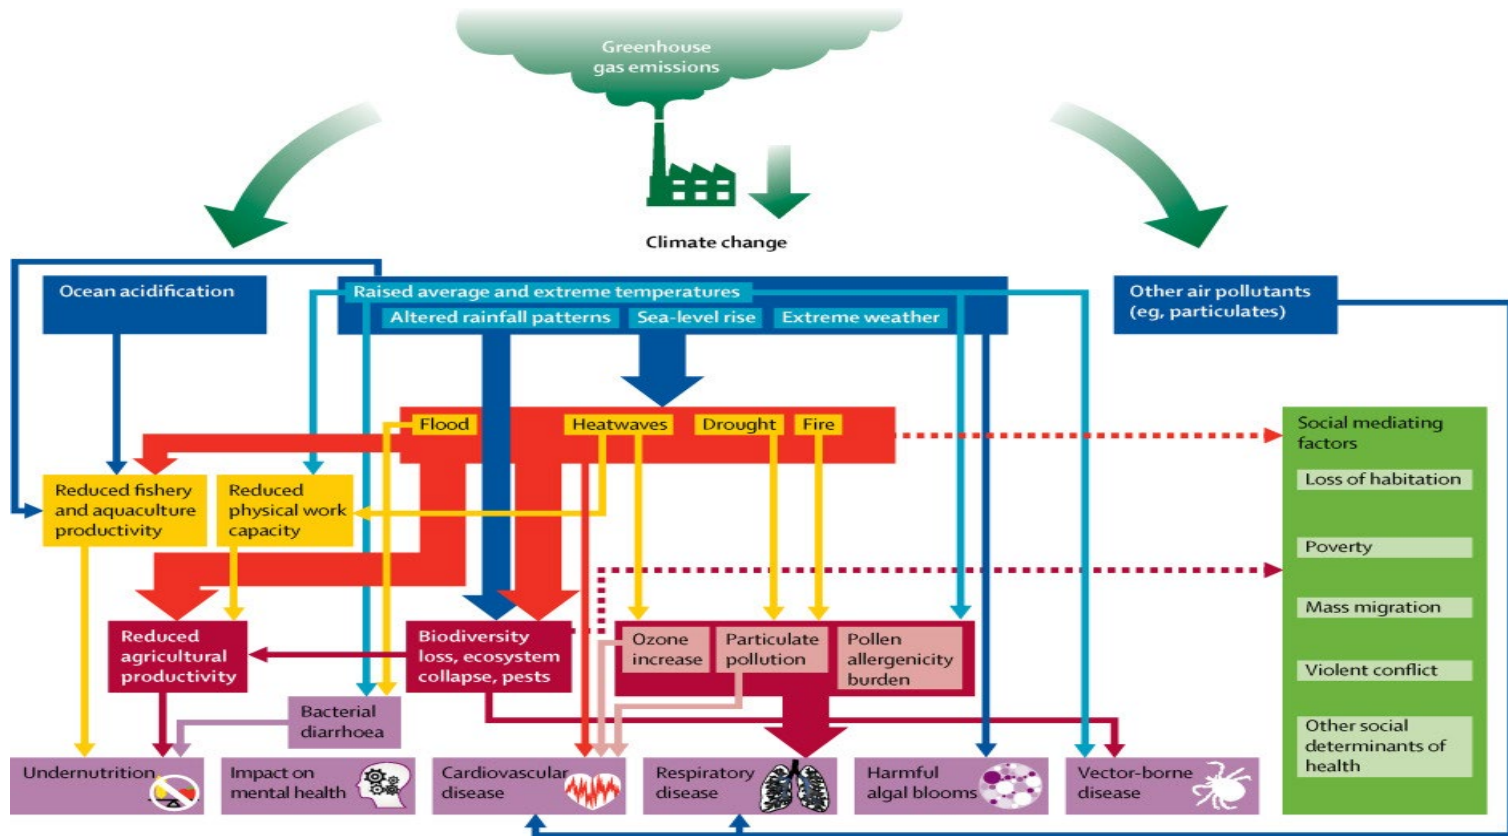 Greenhouse
gas emissions
Climate change
Ocean acidification
Raised average and extreme temperatures
Altered rainfall patterns
Sea-level rise
Extreme weather
Other air pollutants
(eg, particulates)
Flood
Heatwaves
Drought
Fire
Social mediating
factors
Loss of habitation
Poverty
Mass migration
Violent conflict
Other social
determinants of
health
Reduced fishery
and aquaculture
productivity
Reduced
physical work
capacity
Reduced
agricultural
productivity
Biodiversity
loss, ecosystem
collapse, pests
Ozone
increase
Particulate
pollution
Pollen
allergenicity
burden
Bacterial
diarrhoea
Undernutrition
Impact on
mental health
Cardiovascular
disease
Respiratory
disease
Harmful
algal blooms
Vector-borne
disease